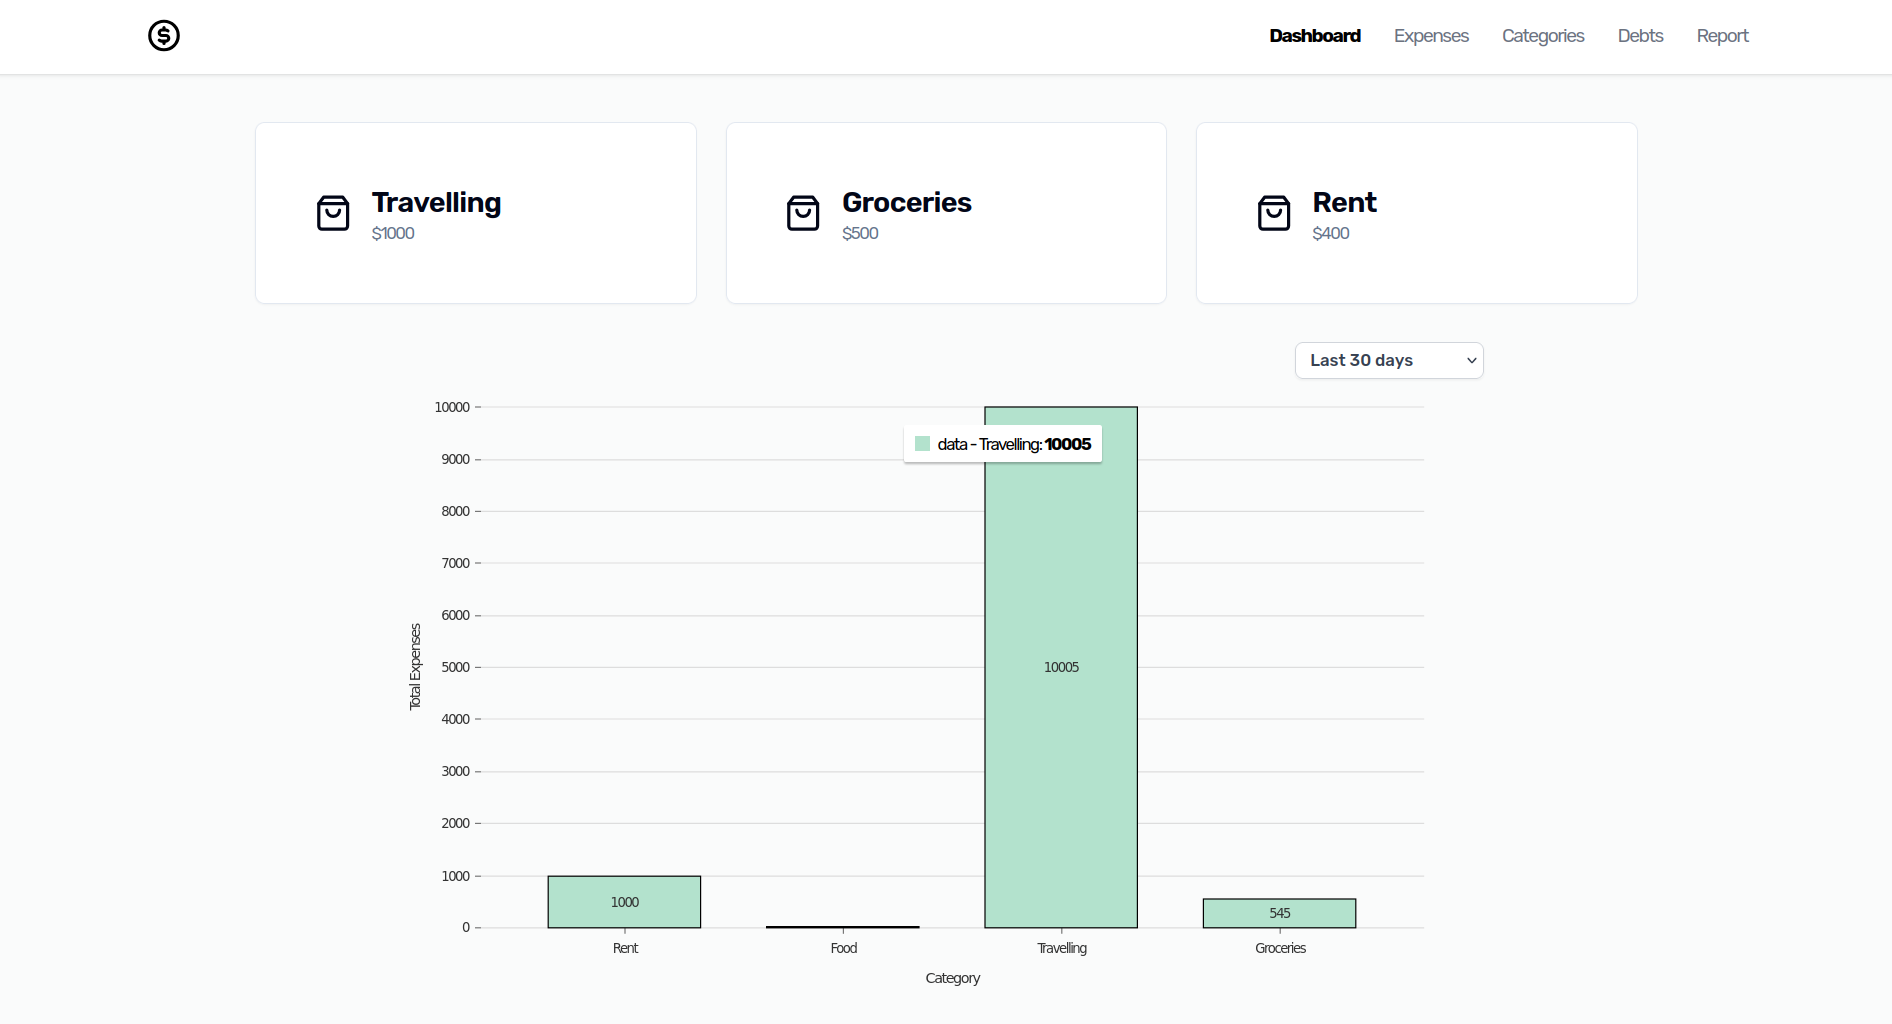 $
Dashboard Expenses Categories Debts Report
Travelling
$1000
Groceries
$500
Rent
$400
Last 30 days
10000
9000
8000
7000
6000
5000
4000
3000
2000
1000
0
Total Expenses
data - Travelling: 10005
1000
10005
545
Rent Food Travelling Groceries
Category